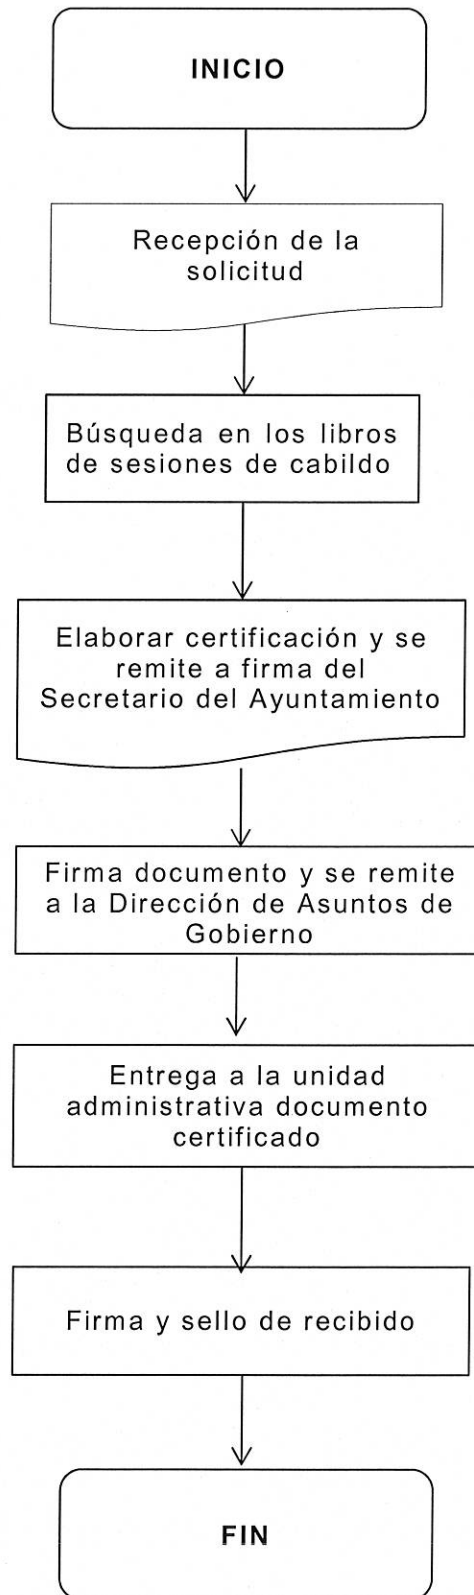 INICIO
Recepción de la
solicitud
Búsqueda en los libros
de sesiones de cabildo
Elaborar certificación y se
remite a firma del
Secretario del Ayuntamiento
Firma documento y se remite
a la Dirección de Asuntos de
Gobierno
Entrega a la unidad
administrativa documento
certificado
Firma y sello de recibido
FIN